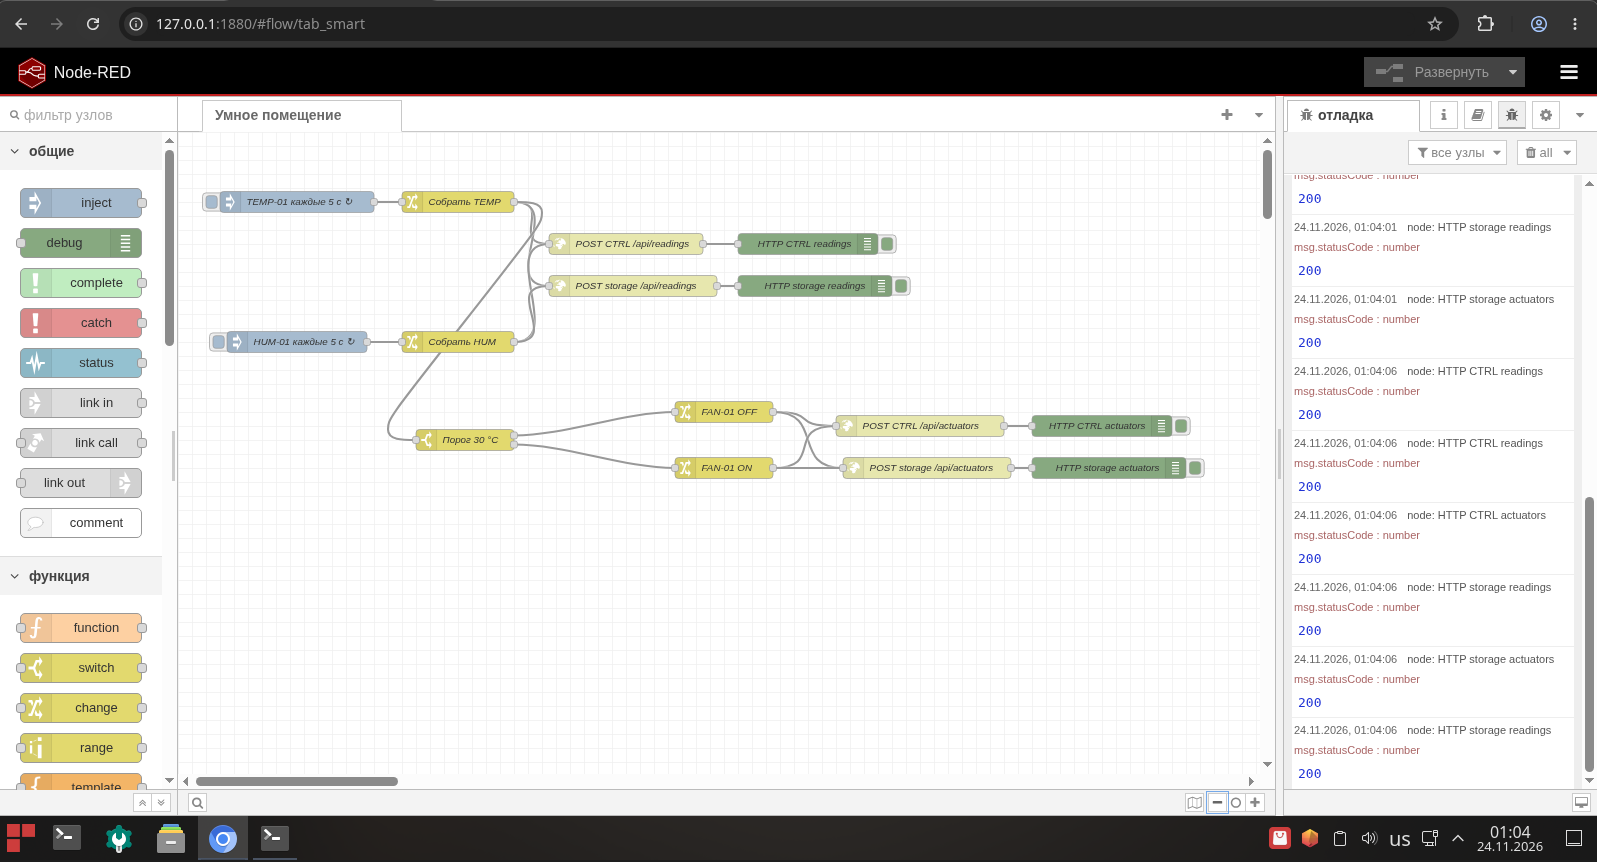 127.0.0.1:1880/#flow/tab_smart
Node-RED
Развернуть
фильтр узлов
Умное помещение
отладка
все узлы
all
общие
inject
debug
complete
catch
status
link in
link call
link out
comment
функция
function
switch
change
range
template
TEMP-01 каждые 5 с ↻
Собрать TEMP
POST CTRL /api/readings
HTTP CTRL readings
POST storage /api/readings
HTTP storage readings
HUM-01 каждые 5 с ↻
Собрать HUM
FAN-01 OFF
POST CTRL /api/actuators
HTTP CTRL actuators
Порог 30 °C
FAN-01 ON
POST storage /api/actuators
HTTP storage actuators
msg.statusCode : number
200
24.11.2026, 01:04:01 node: HTTP storage readings
msg.statusCode : number
200
24.11.2026, 01:04:01 node: HTTP storage actuators
msg.statusCode : number
200
24.11.2026, 01:04:06 node: HTTP CTRL readings
msg.statusCode : number
200
24.11.2026, 01:04:06 node: HTTP CTRL readings
msg.statusCode : number
200
24.11.2026, 01:04:06 node: HTTP CTRL actuators
msg.statusCode : number
200
24.11.2026, 01:04:06 node: HTTP storage readings
msg.statusCode : number
200
24.11.2026, 01:04:06 node: HTTP storage actuators
msg.statusCode : number
200
24.11.2026, 01:04:06 node: HTTP storage readings
msg.statusCode : number
200
us
01:04
24.11.2026